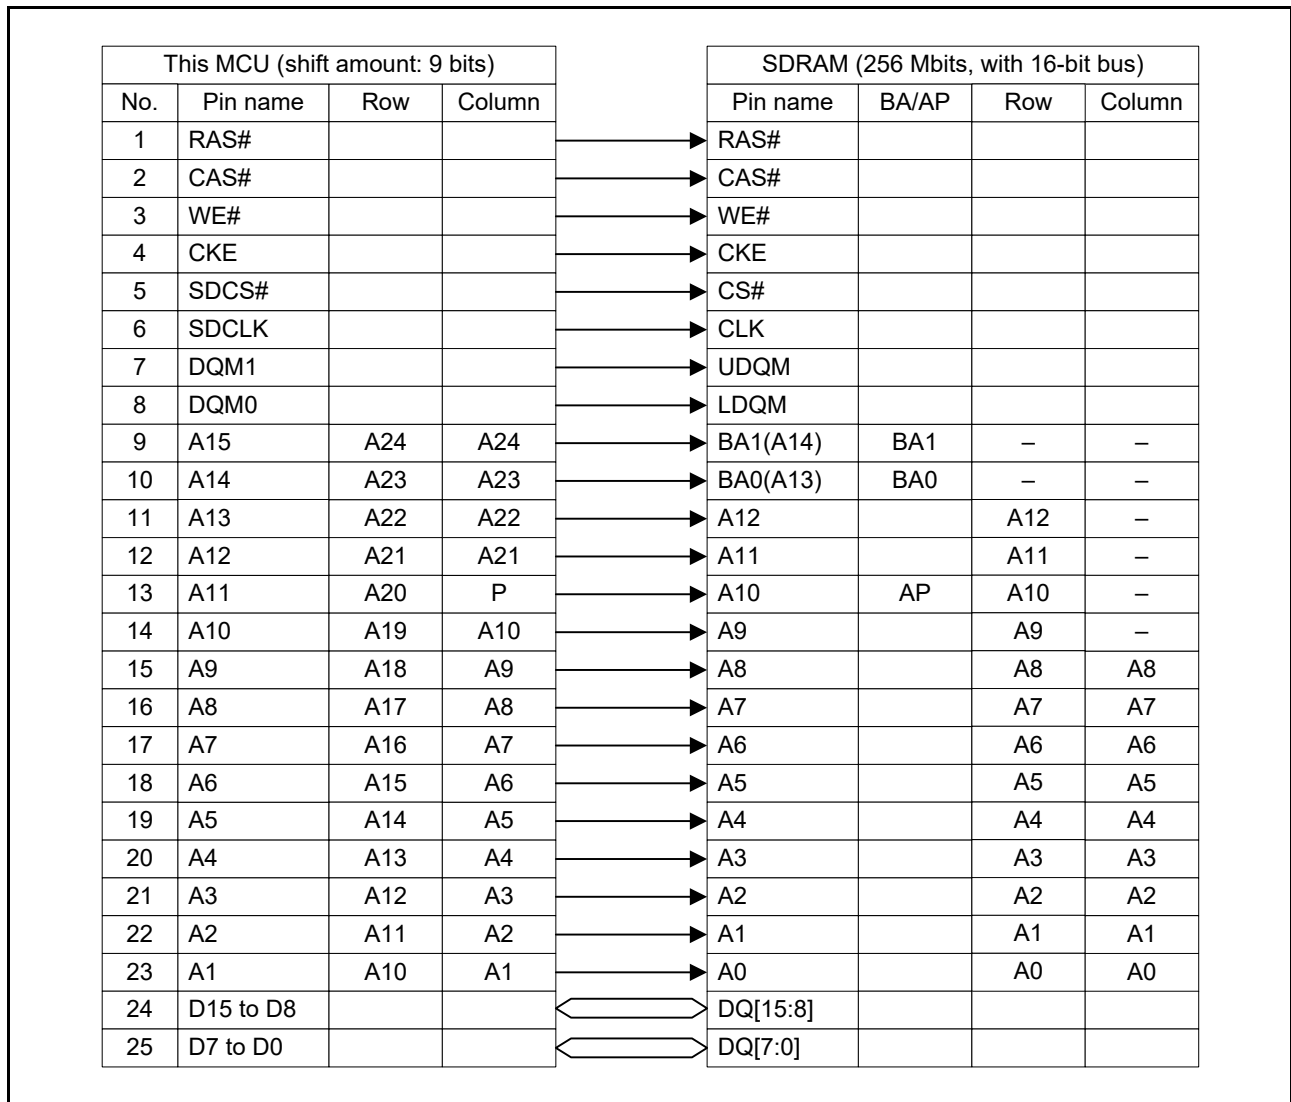 This MCU (shift amount: 9 bits) SDRAM (256 Mbits, with 16-bit bus)
No. Pin name Row Column Pin name BA/AP Row Column
1 RAS# RAS#
2 CAS# CAS#
3 WE# WE#
4 CKE CKE
5 SDCS# CS#
6 SDCLK CLK
7 DQM1 UDQM
8 DQM0 LDQM
9 A15 A24 A24 BA1(A14) BA1 – –
10 A14 A23 A23 BA0(A13) BA0 – –
11 A13 A22 A22 A12 A12 –
12 A12 A21 A21 A11 A11 –
13 A11 A20 P A10 AP A10 –
14 A10 A19 A10 A9 A9 –
15 A9 A18 A9 A8 A8 A8
16 A8 A17 A8 A7 A7 A7
17 A7 A16 A7 A6 A6 A6
18 A6 A15 A6 A5 A5 A5
19 A5 A14 A5 A4 A4 A4
20 A4 A13 A4 A3 A3 A3
21 A3 A12 A3 A2 A2 A2
22 A2 A11 A2 A1 A1 A1
23 A1 A10 A1 A0 A0 A0
24 D15 to D8 DQ[15:8]
25 D7 to D0 DQ[7:0]